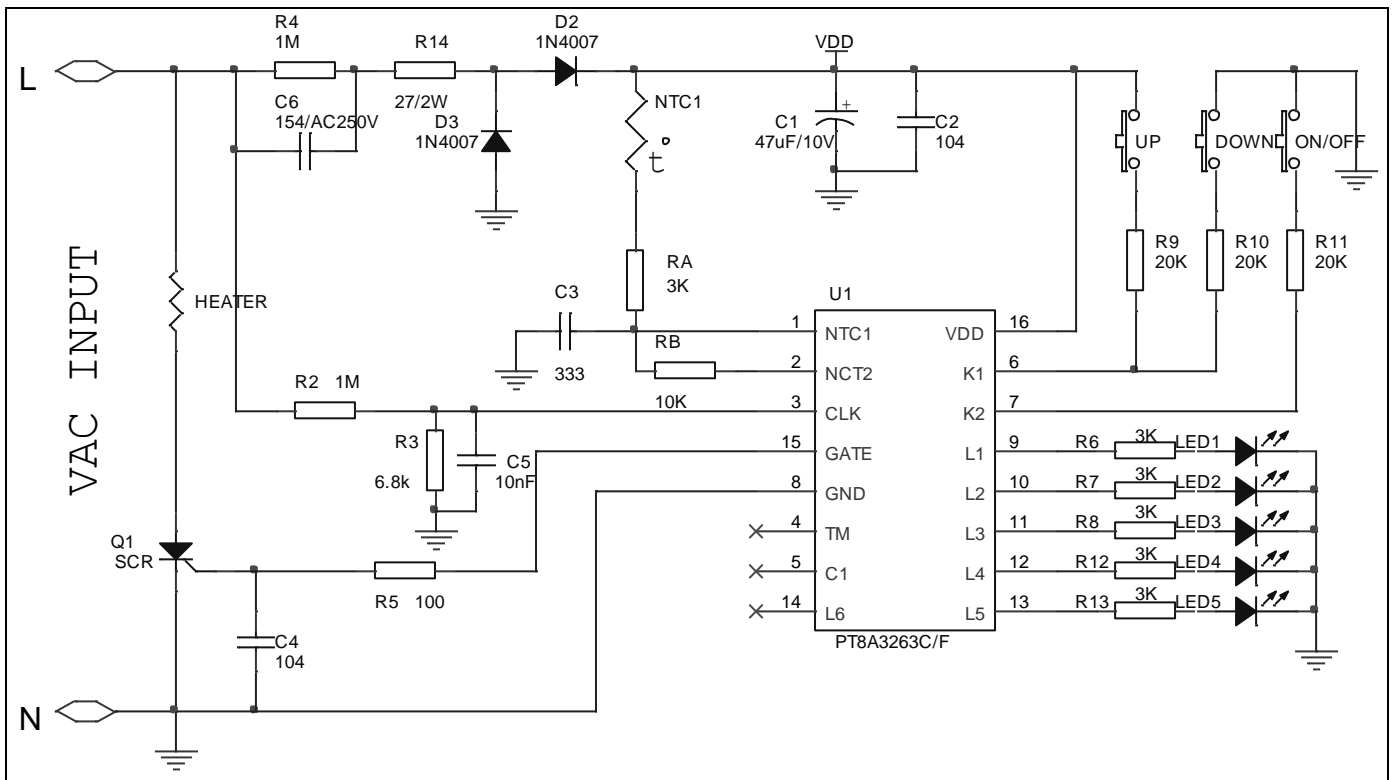 R4
1M
R14
D2
1N4007
VDD
L
C6
154/AC250V
27/2W
D3
1N4007
NTC1
t°
C1
47uF/10V
+
C2
104
UP
DOWN
ON/OFF
R9
20K
R10
20K
R11
20K
VAC INPUT
HEATER
RA
3K
C3
333
RB
10K
U1
1 NTC1 VDD 16
2 NCT2 K1 6
3 CLK K2 7
15 GATE L1 9
8 GND L2 10
4 TM L3 11
5 C1 L4 12
14 L6 L5 13
PT8A3263C/F
R2 1M
R3
6.8k
C5
10nF
R6 3K LED1
R7 3K LED2
R8 3K LED3
R12 3K LED4
R13 3K LED5
Q1
SCR
R5 100
C4
104
N